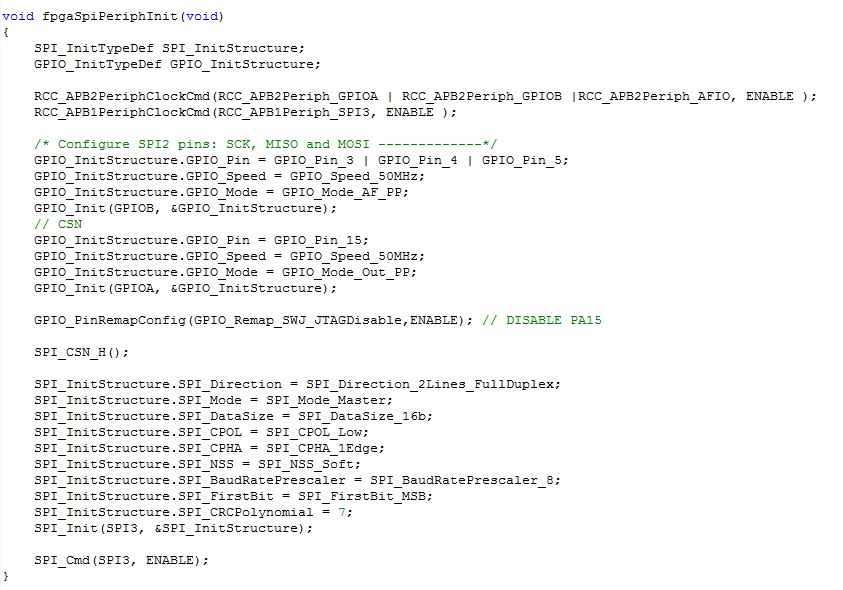 void fpgaSpiPeriphInit(void)
{
SPI_InitTypeDef SPI_InitStructure;
GPIO_InitTypeDef GPIO_InitStructure;
RCC_APB2PeriphClockCmd(RCC_APB2Periph_GPIOA | RCC_APB2Periph_GPIOB |RCC_APB2Periph_AFIO, ENABLE );
RCC_APB1PeriphClockCmd(RCC_APB1Periph_SPI3, ENABLE );
/* Configure SPI2 pins: SCK, MISO and MOSI -------------*/
GPIO_InitStructure.GPIO_Pin = GPIO_Pin_3 | GPIO_Pin_4 | GPIO_Pin_5;
GPIO_InitStructure.GPIO_Speed = GPIO_Speed_50MHz;
GPIO_InitStructure.GPIO_Mode = GPIO_Mode_AF_PP;
GPIO_Init(GPIOB, &GPIO_InitStructure);
// CSN
GPIO_InitStructure.GPIO_Pin = GPIO_Pin_15;
GPIO_InitStructure.GPIO_Speed = GPIO_Speed_50MHz;
GPIO_InitStructure.GPIO_Mode = GPIO_Mode_Out_PP;
GPIO_Init(GPIOA, &GPIO_InitStructure);
GPIO_PinRemapConfig(GPIO_Remap_SWJ_JTAGDisable,ENABLE); // DISABLE PA15
SPI_CSN_H();
SPI_InitStructure.SPI_Direction = SPI_Direction_2Lines_FullDuplex;
SPI_InitStructure.SPI_Mode = SPI_Mode_Master;
SPI_InitStructure.SPI_DataSize = SPI_DataSize_16b;
SPI_InitStructure.SPI_CPOL = SPI_CPOL_Low;
SPI_InitStructure.SPI_CPHA = SPI_CPHA_1Edge;
SPI_InitStructure.SPI_NSS = SPI_NSS_Soft;
SPI_InitStructure.SPI_BaudRatePrescaler = SPI_BaudRatePrescaler_8;
SPI_InitStructure.SPI_FirstBit = SPI_FirstBit_MSB;
SPI_InitStructure.SPI_CRCPolynomial = 7;
SPI_Init(SPI3, &SPI_InitStructure);
SPI_Cmd(SPI3, ENABLE);
}